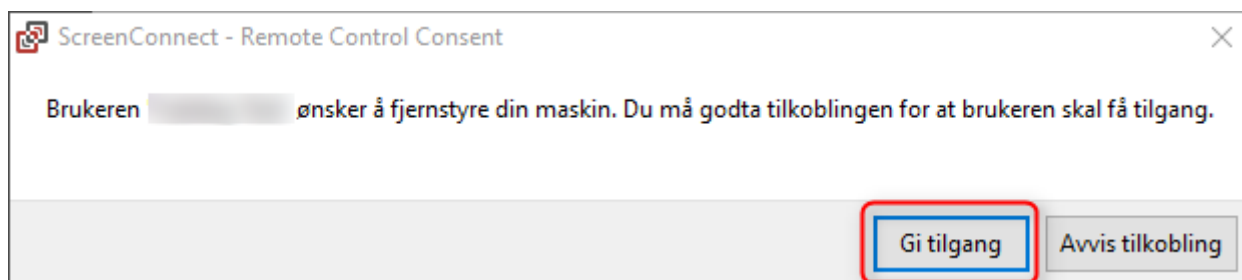 ScreenConnect - Remote Control Consent
Brukeren ønsker å fjernstyre din maskin. Du må godta tilkoblingen for at brukeren skal få tilgang.
Gi tilgang
Avvis tilkobling